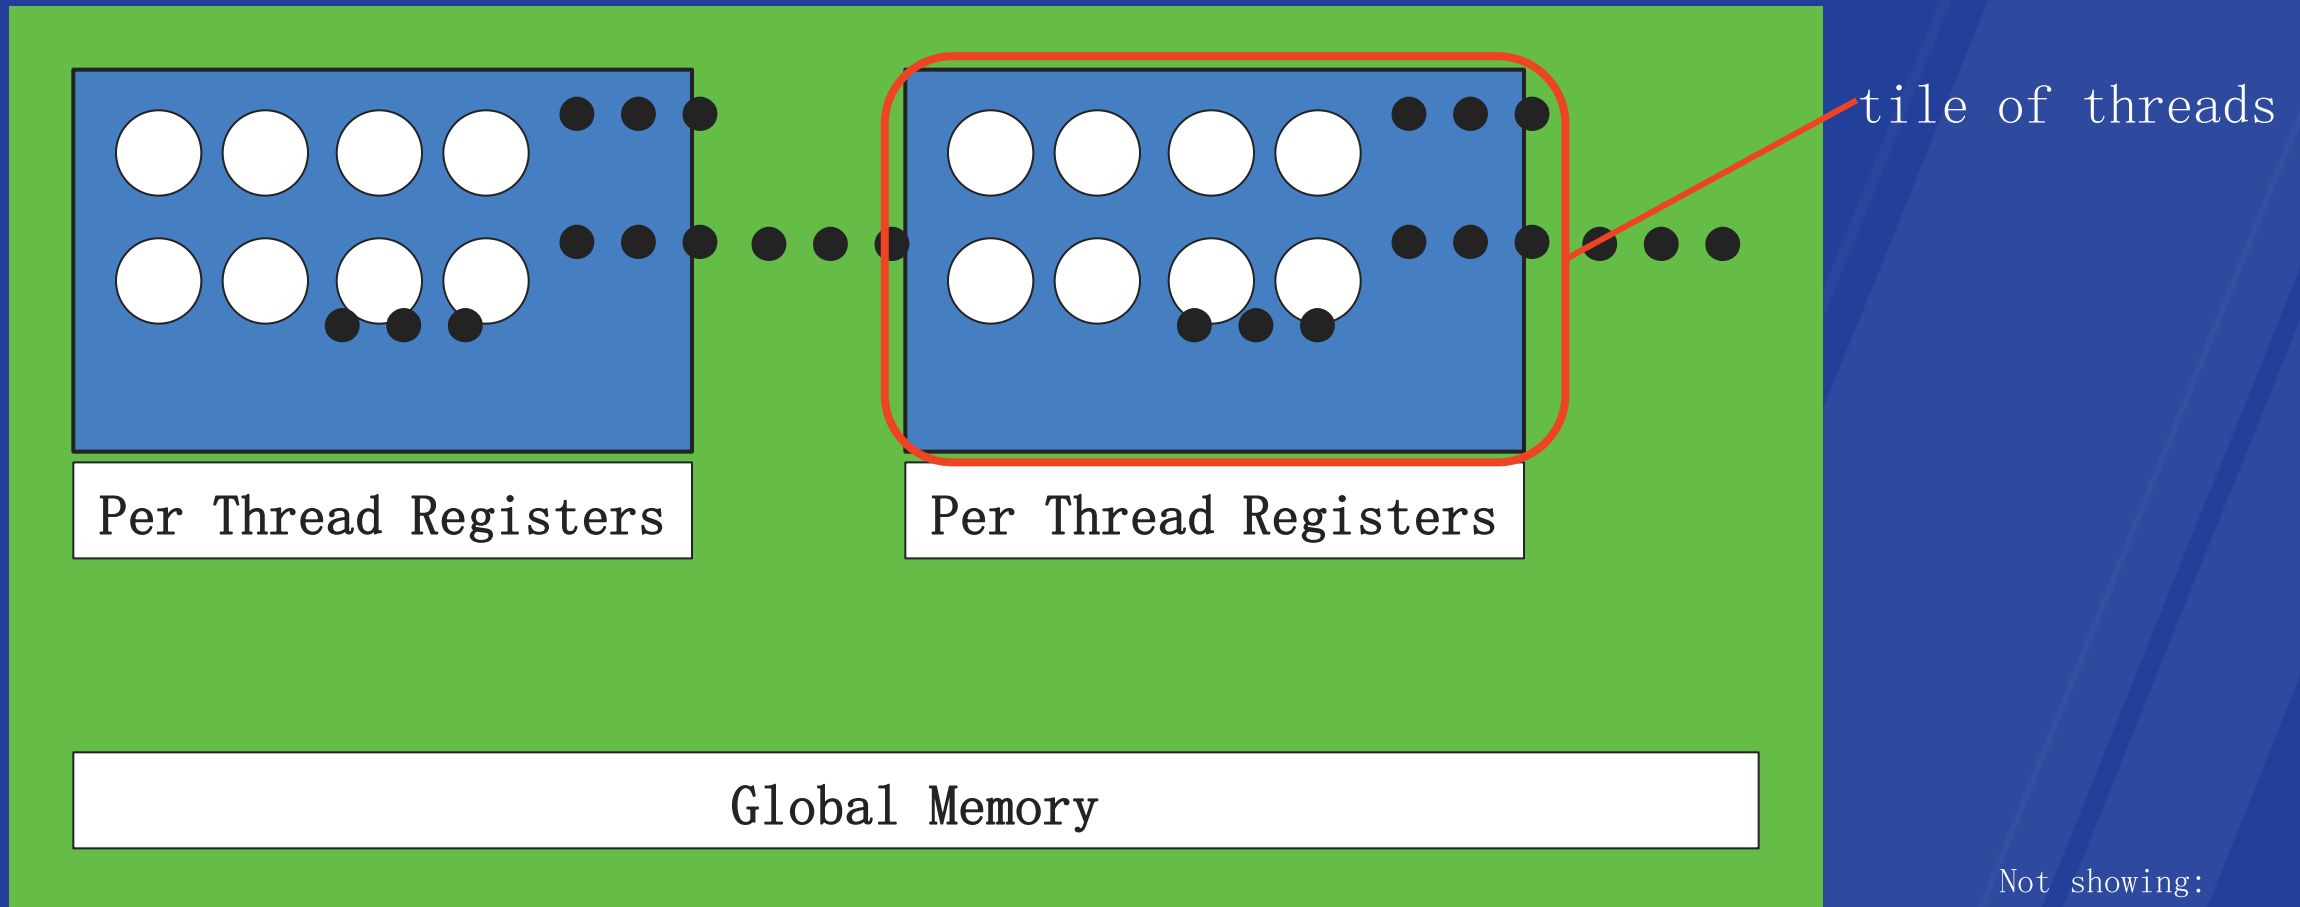 tile of threads
Per Thread Registers
Per Thread Registers
Global Memory
Not showing: